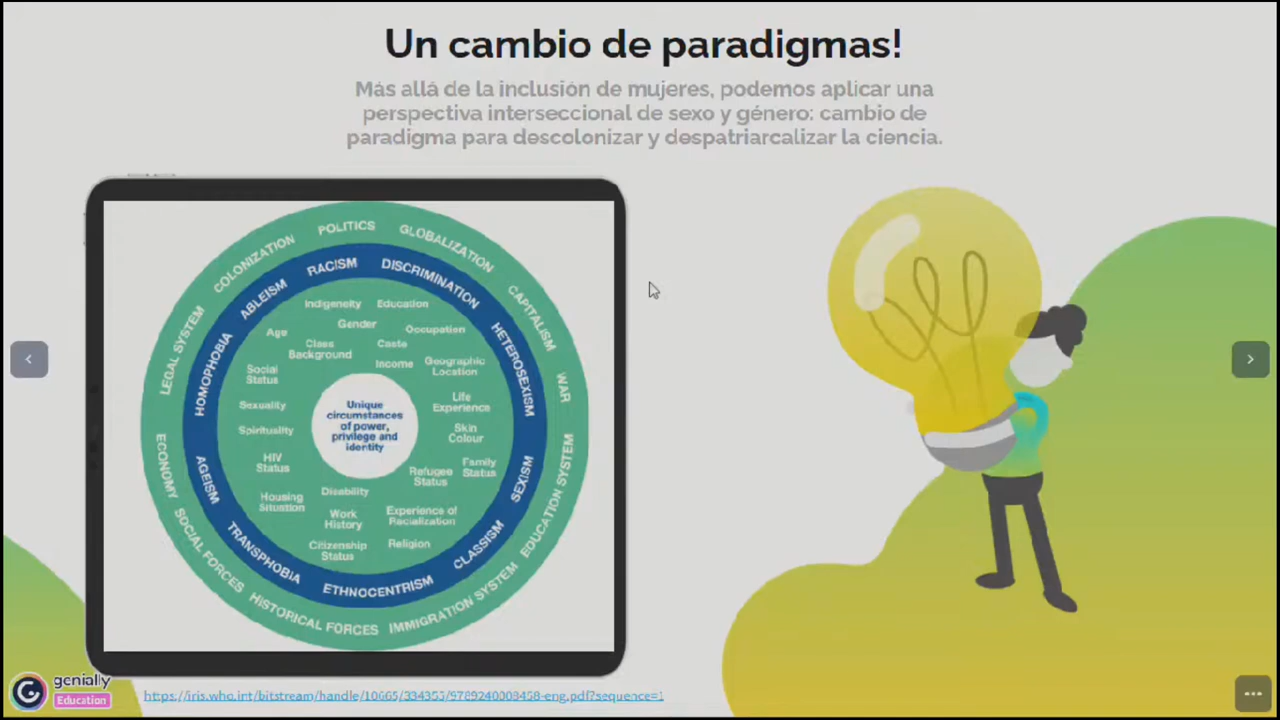 Un cambio de paradigmas!
Más allá de la inclusión de mujeres, podemos aplicar una
perspectiva interseccional de sexo y género: cambio de
paradigma para descolonizar y despatriarcalizar la ciencia.
POLITICS
GLOBALIZATION
CAPITALISM
WAR
EDUCATION SYSTEM
IMMIGRATION SYSTEM
HISTORICAL FORCES
SOCIAL FORCES
ECONOMY
LEGAL SYSTEM
COLONIZATION
RACISM
DISCRIMINATION
HETEROSEXISM
SEXISM
CLASSISM
ETHNOCENTRISM
TRANSPHOBIA
AGEISM
HOMOPHOBIA
ABLEISM
Indigeneity
Education
Age
Gender
Occupation
Class
Background
Caste
Income
Geographic
Location
Social
Status
Sexuality
Life
Experience
Spirituality
Skin
Colour
HIV
Status
Refugee
Status
Family
Status
Housing
Situation
Disability
Work
History
Experience of
Racialization
Citizenship
Status
Religion
Unique
circumstances
of power,
privilege and
identity
genially
Education